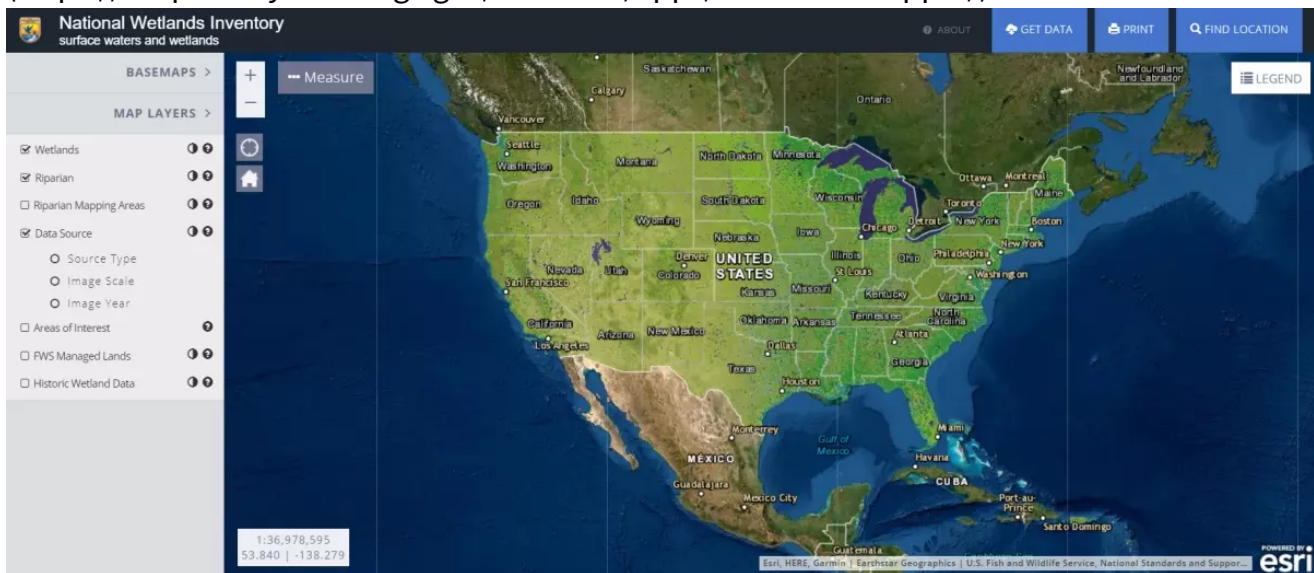 National Wetlands Inventory
surface waters and wetlands
ABOUT
GET DATA
PRINT
FIND LOCATION
BASEMAPS >
MAP LAYERS >
Wetlands
Riparian
Riparian Mapping Areas
Data Source
Source Type
Image Scale
Image Year
Areas of Interest
FWS Managed Lands
Historic Wetland Data
+
−
Measure
LEGEND
Saskatchewan
Newfoundland
and Labrador
Calgary
Ontario
Vancouver
Seattle
Washington
Montana
North Dakota
Minnesota
Ottawa
Montreal
Maine
Oregon
Idaho
South Dakota
Wisconsin
Toronto
Wyoming
Detroit
New York
Boston
Chicago
Nebraska
Iowa
New York
Denver
UNITED
STATES
Illinois
Ohio
Philadelphia
Nevada
Utah
Colorado
St Louis
Washington
San Francisco
Kansas
Missouri
Kentucky
Virginia
California
Oklahoma
Arkansas
Tennessee
North
Carolina
Los Angeles
Arizona
New Mexico
Dallas
Atlanta
Texas
Georgia
Houston
Monterrey
Miami
Gulf of
Mexico
MÉXICO
Havana
Guadalajara
CUBA
Mexico City
Port-au-
Prince
Santo Domingo
Guatemala
1:36,978,595
53.840 | -138.279
Esri, HERE, Garmin | Earthstar Geographics | U.S. Fish and Wildlife Service, National Standards and Suppor...
POWERED BY
esri